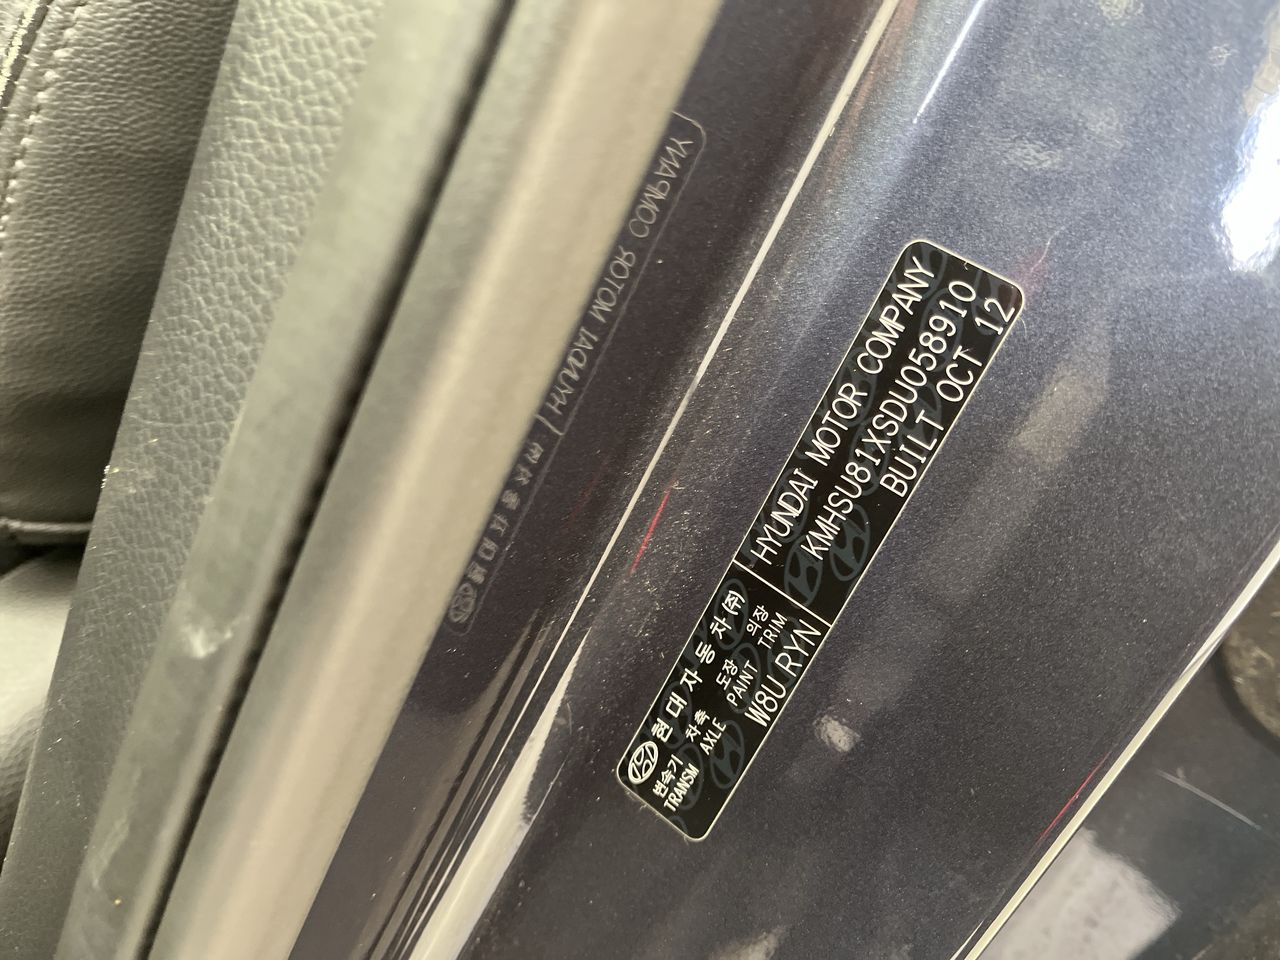 현대자동차(주) HYUNDAI MOTOR COMPANY
변속기 차축 도장 의장 KMHSU81XSDU058910
TRANSM AXLE PAINT TRIM BUILT OCT 12
W8U RYN
HYUNDAI MOTOR COMPANY